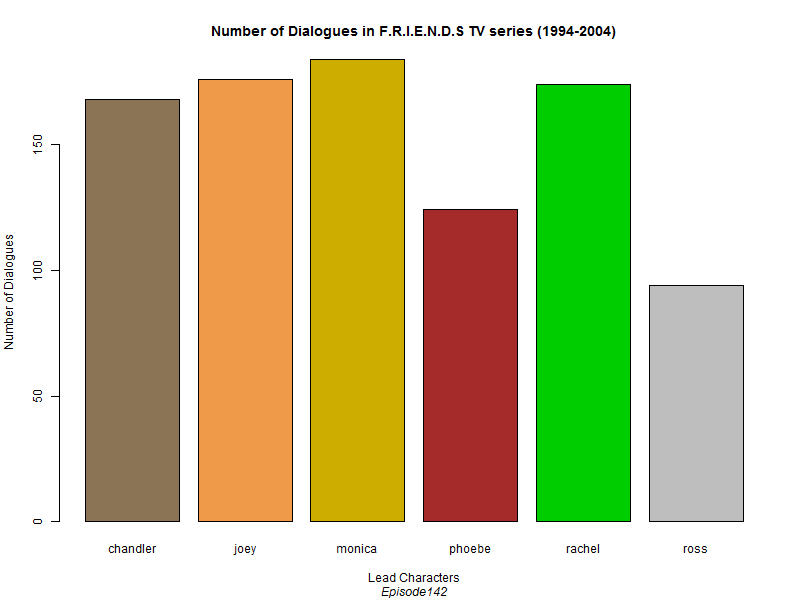 Number of Dialogues in F.R.I.E.N.D.S TV series (1994-2004)
Number of Dialogues
150
100
50
0
chandler joey monica phoebe rachel ross
Lead Characters
Episode142